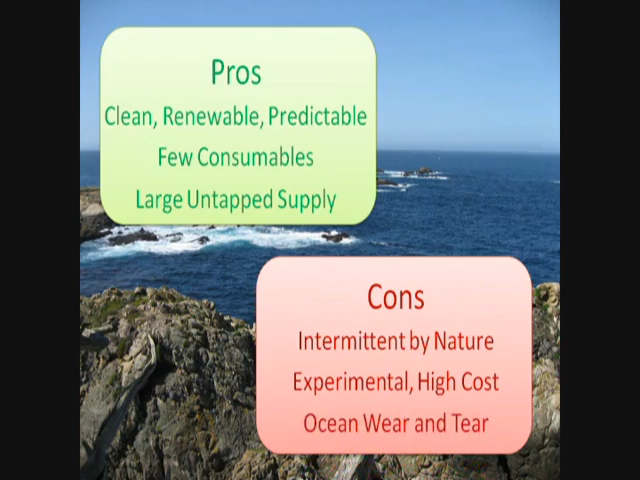 Pros
Clean, Renewable, Predictable
Few Consumables
Large Untapped Supply
Cons
Intermittent by Nature
Experimental, High Cost
Ocean Wear and Tear